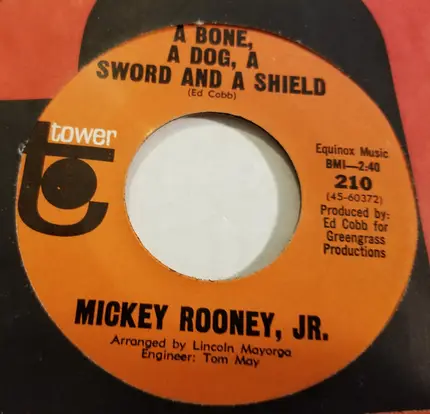 A BONE,
A DOG, A
SWORD AND A SHIELD
(Ed Cobb)
tower
Equinox Music
BMI—2:40
210
(45-60372)
Produced by:
Ed Cobb for
Greengrass
Productions
MICKEY ROONEY, JR.
Arranged by Lincoln Mayorga
Engineer: Tom May